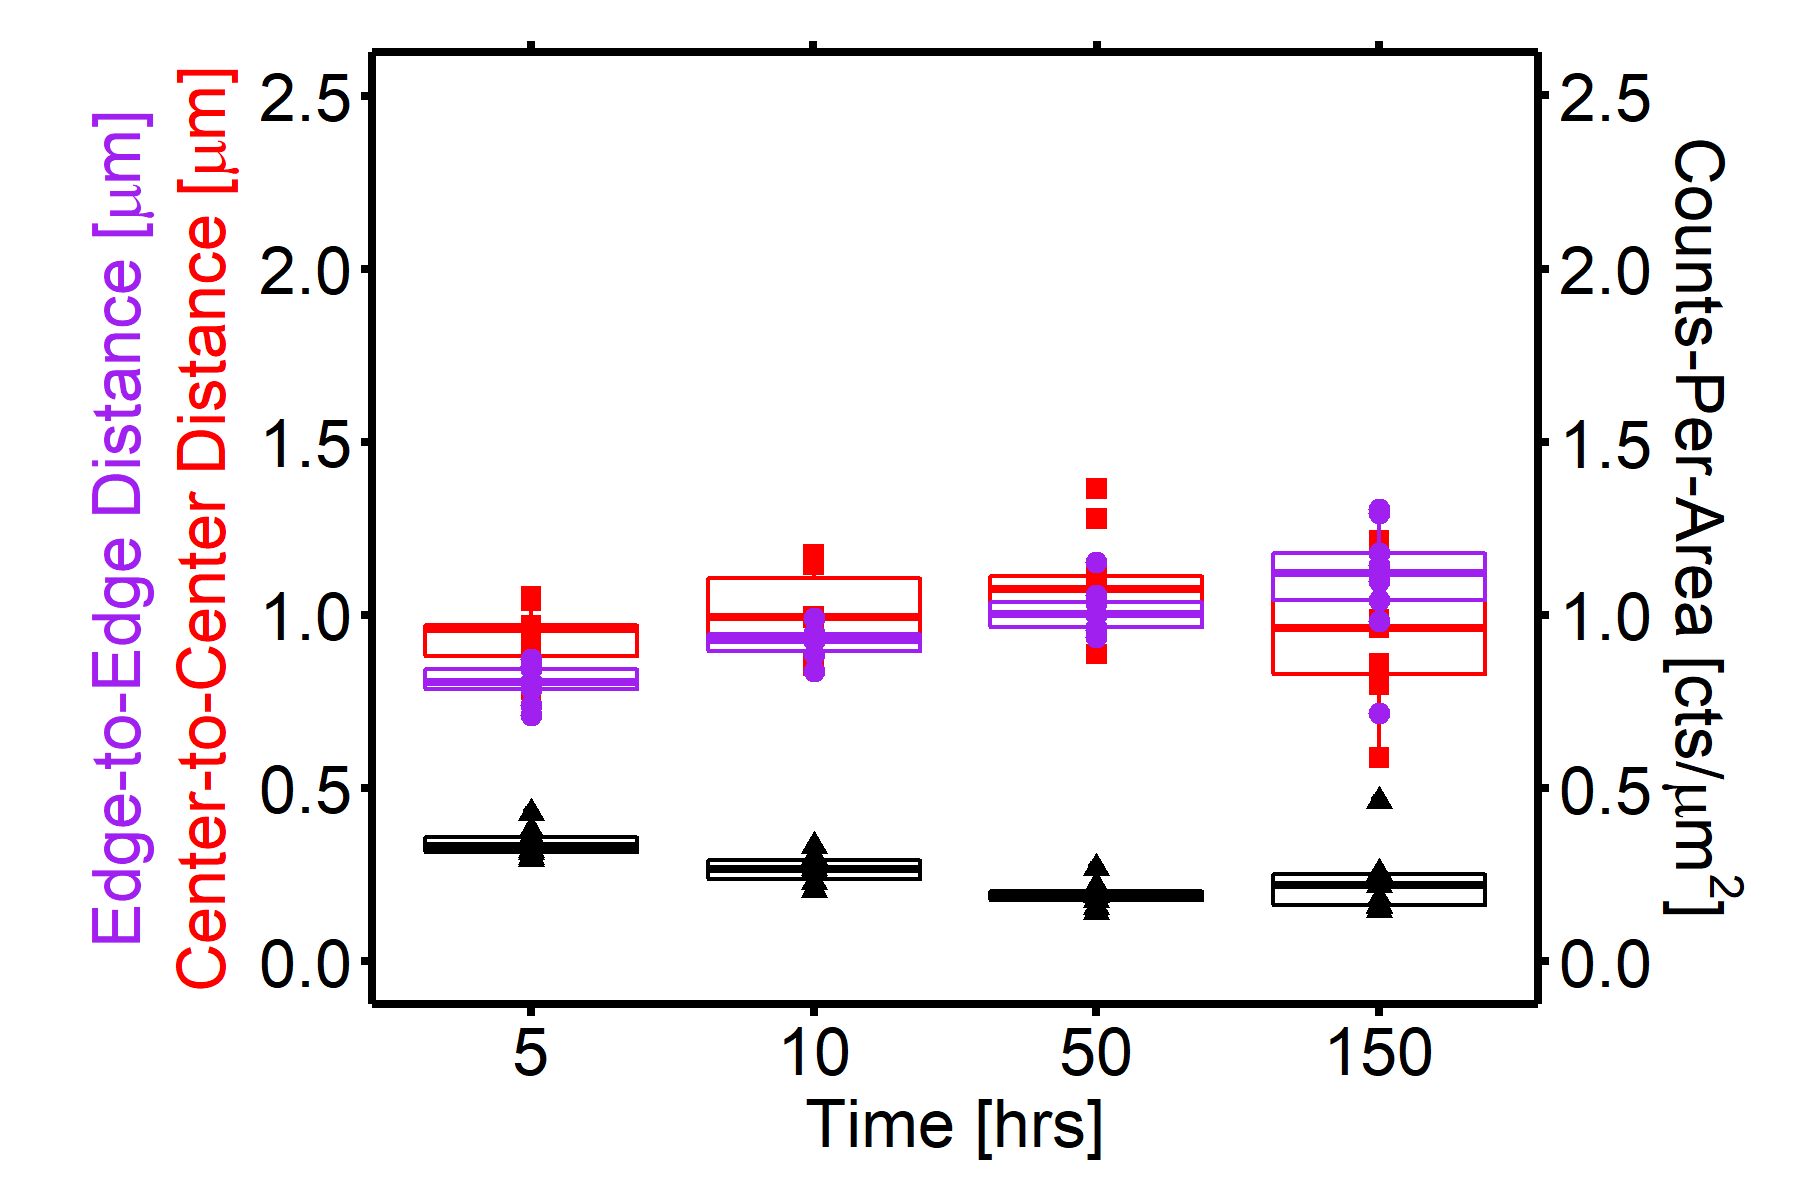 Edge-to-Edge Distance [μm]
Center-to-Center Distance [μm]
2.5
2.0
1.5
1.0
0.5
0.0
2.5
2.0
1.5
1.0
0.5
0.0
Counts-Per-Area [cts/μm²]
5 10 50 150
Time [hrs]